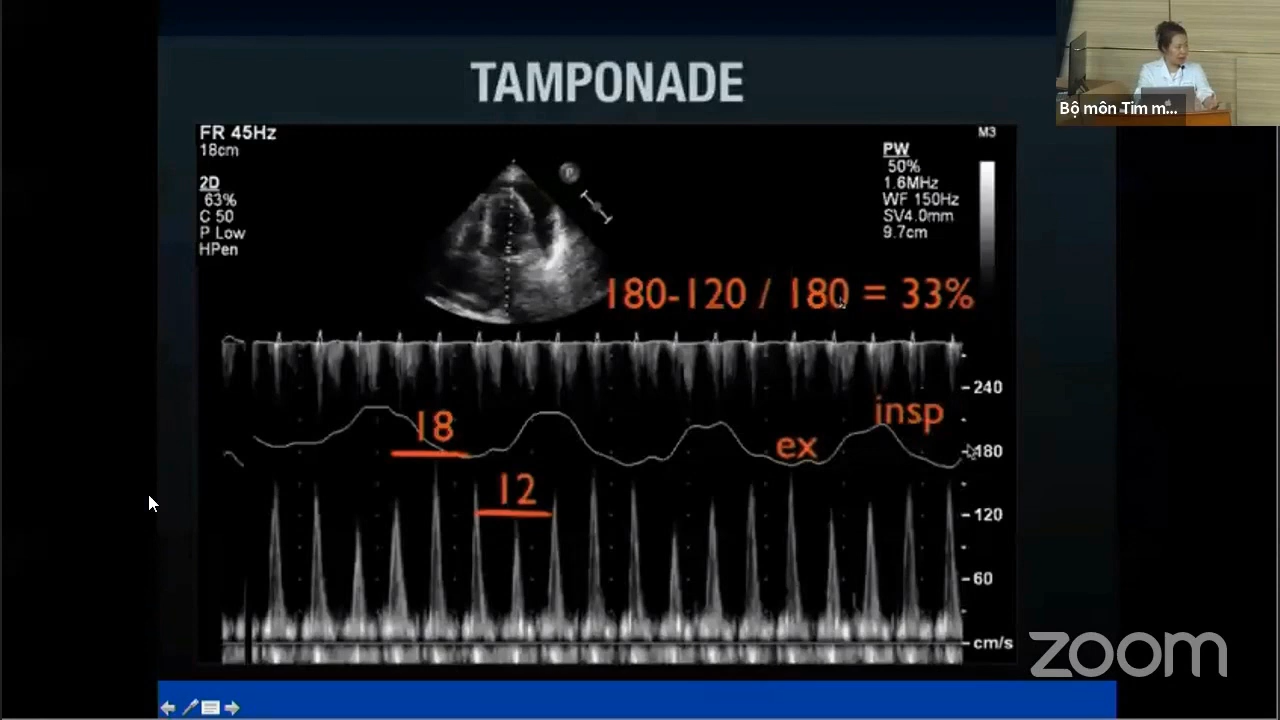 TAMPONADE
Bộ môn Tim m...
FR 45Hz
18cm
2D
63%
C 50
P Low
HPen
M3
PW
50%
1.6MHz
WF 150Hz
SV4.0mm
9.7cm
P
180-120 / 180 = 33%
240
18
insp
ex
180
12
120
60
cm/s
zoom